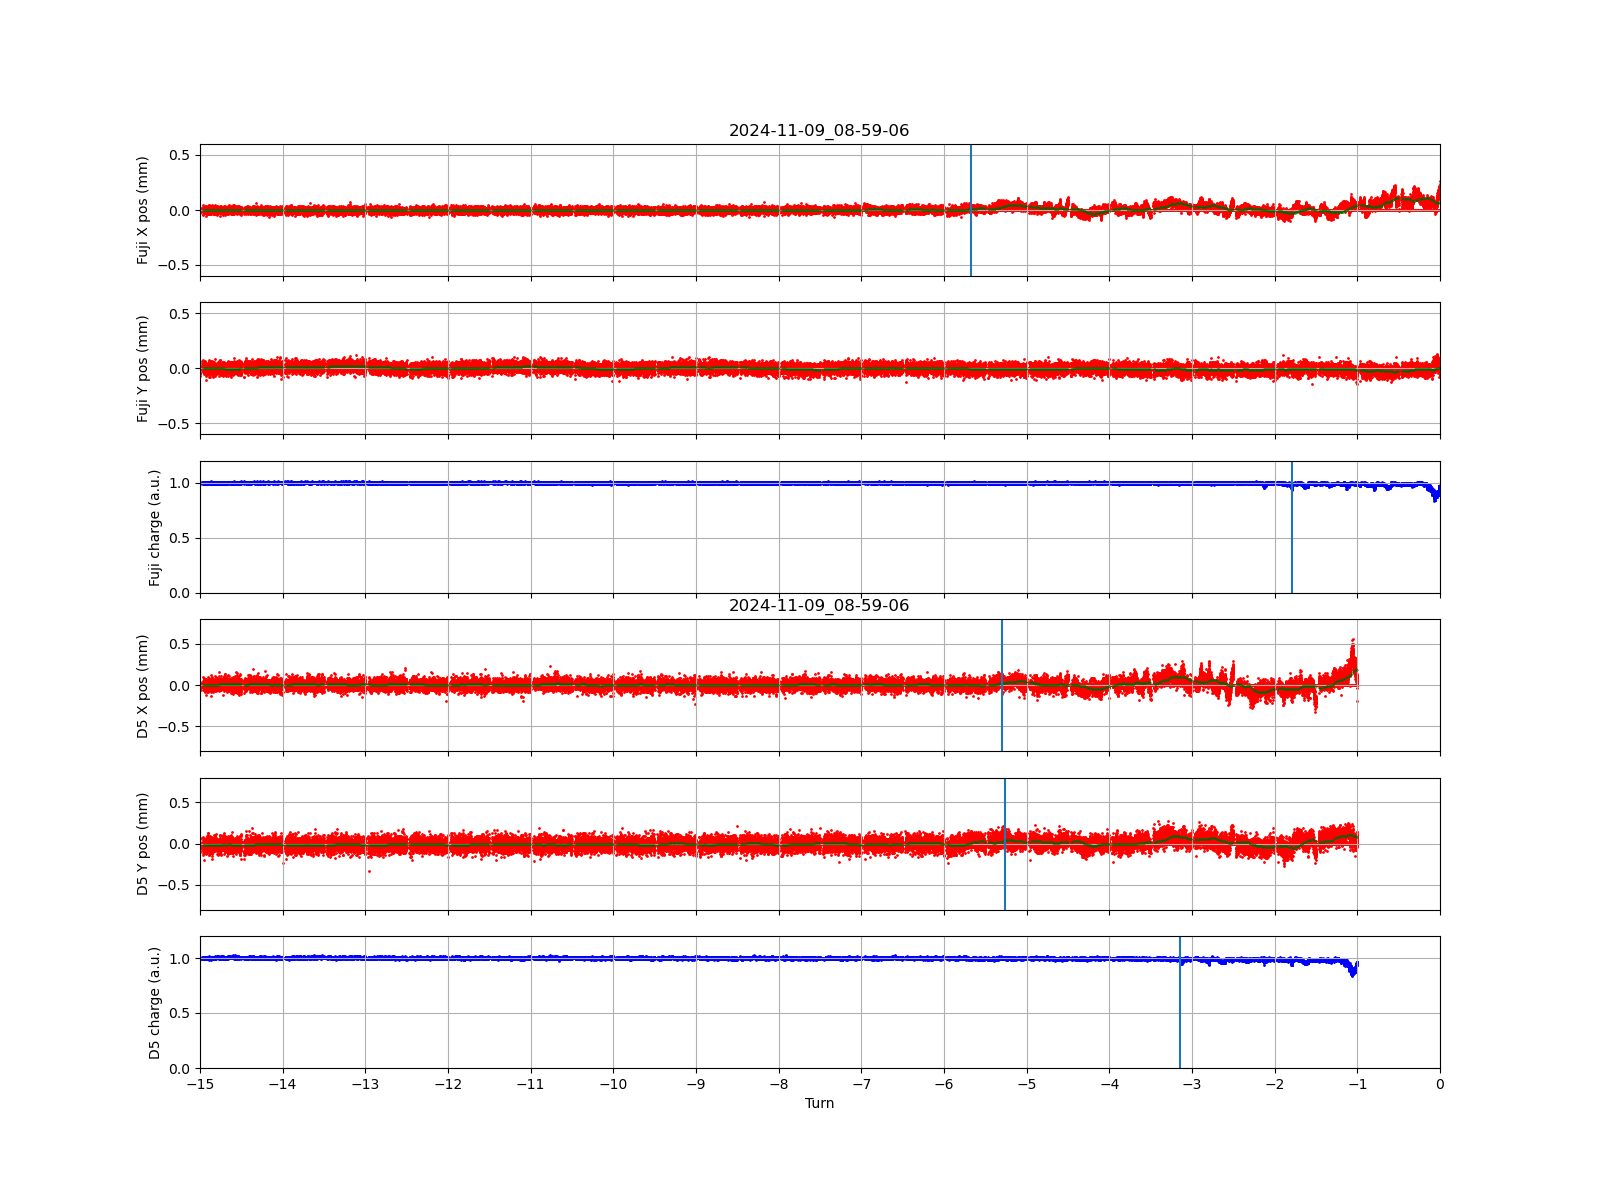 2024-11-09_08-59-06
Fuji X pos (mm)
0.5
0.0
−0.5
Fuji Y pos (mm)
0.5
0.0
−0.5
Fuji charge (a.u.)
1.0
0.5
0.0
2024-11-09_08-59-06
D5 X pos (mm)
0.5
0.0
−0.5
D5 Y pos (mm)
0.5
0.0
−0.5
D5 charge (a.u.)
1.0
0.5
0.0
−15 −14 −13 −12 −11 −10 −9 −8 −7 −6 −5 −4 −3 −2 −1 0
Turn